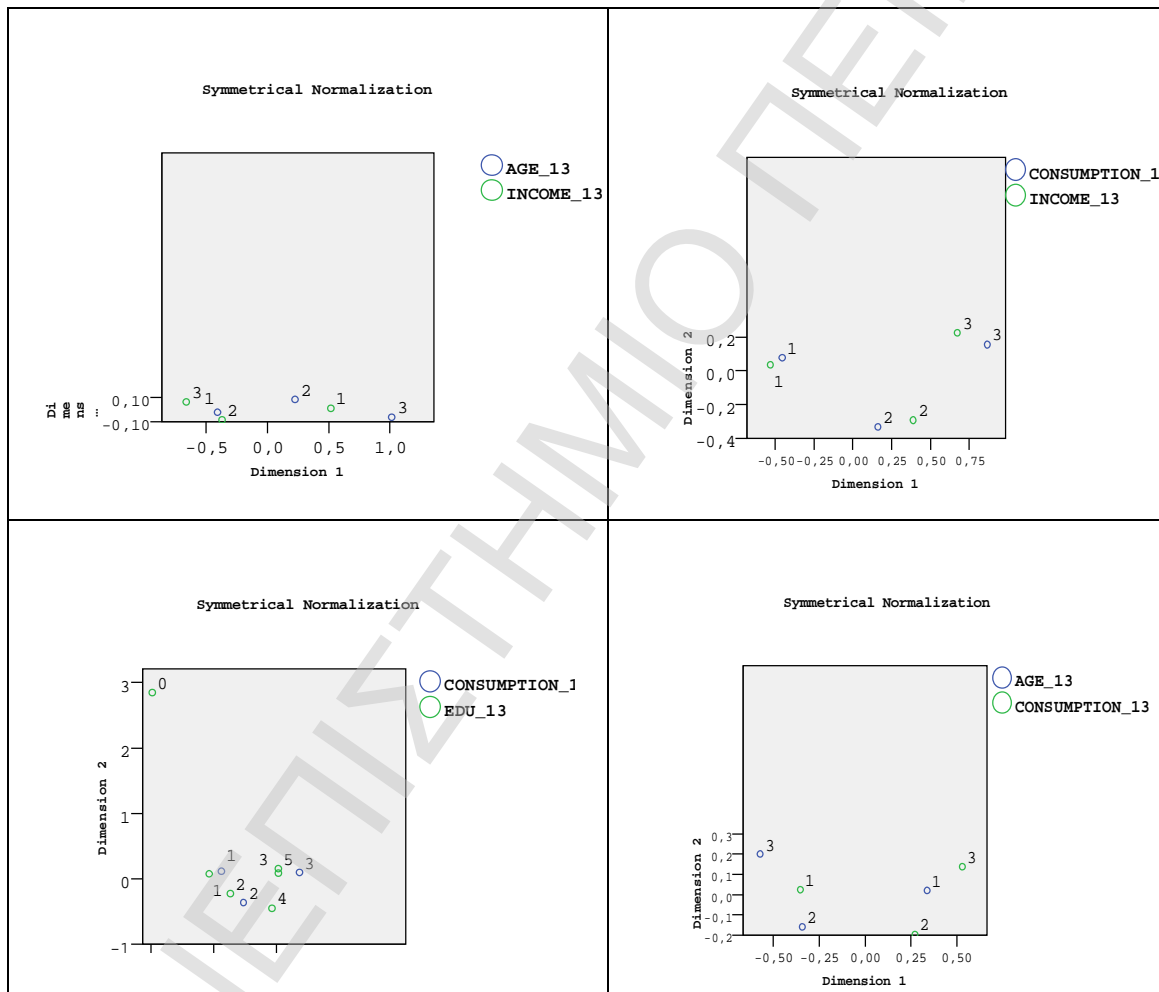 Symmetrical Normalization
AGE_13
INCOME_13
3 1 2 2 1 3
0,10
-0,10
Di
me
ns
…
-0,5 0,0 0,5 1,0
Dimension 1
Symmetrical Normalization
CONSUMPTION_1
INCOME_13
Dimension 2
0,2
0,0
-0,2
-0,4
3 3
1
1
2 2
-0,50 -0,25 0,00 0,25 0,50 0,75
Dimension 1
Symmetrical Normalization
CONSUMPTION_1
EDU_13
Dimension 2
3
2
1
0
-1
0
1 3 5 3
1 2 2 4
Symmetrical Normalization
AGE_13
CONSUMPTION_13
Dimension 2
0,3
0,2
0,1
0,0
-0,1
-0,2
3 3
1 1
2 2
-0,50 -0,25 0,00 0,25 0,50
Dimension 1
ΙΕΠΙΣΤΗΜΙΟ ΠΕΙ